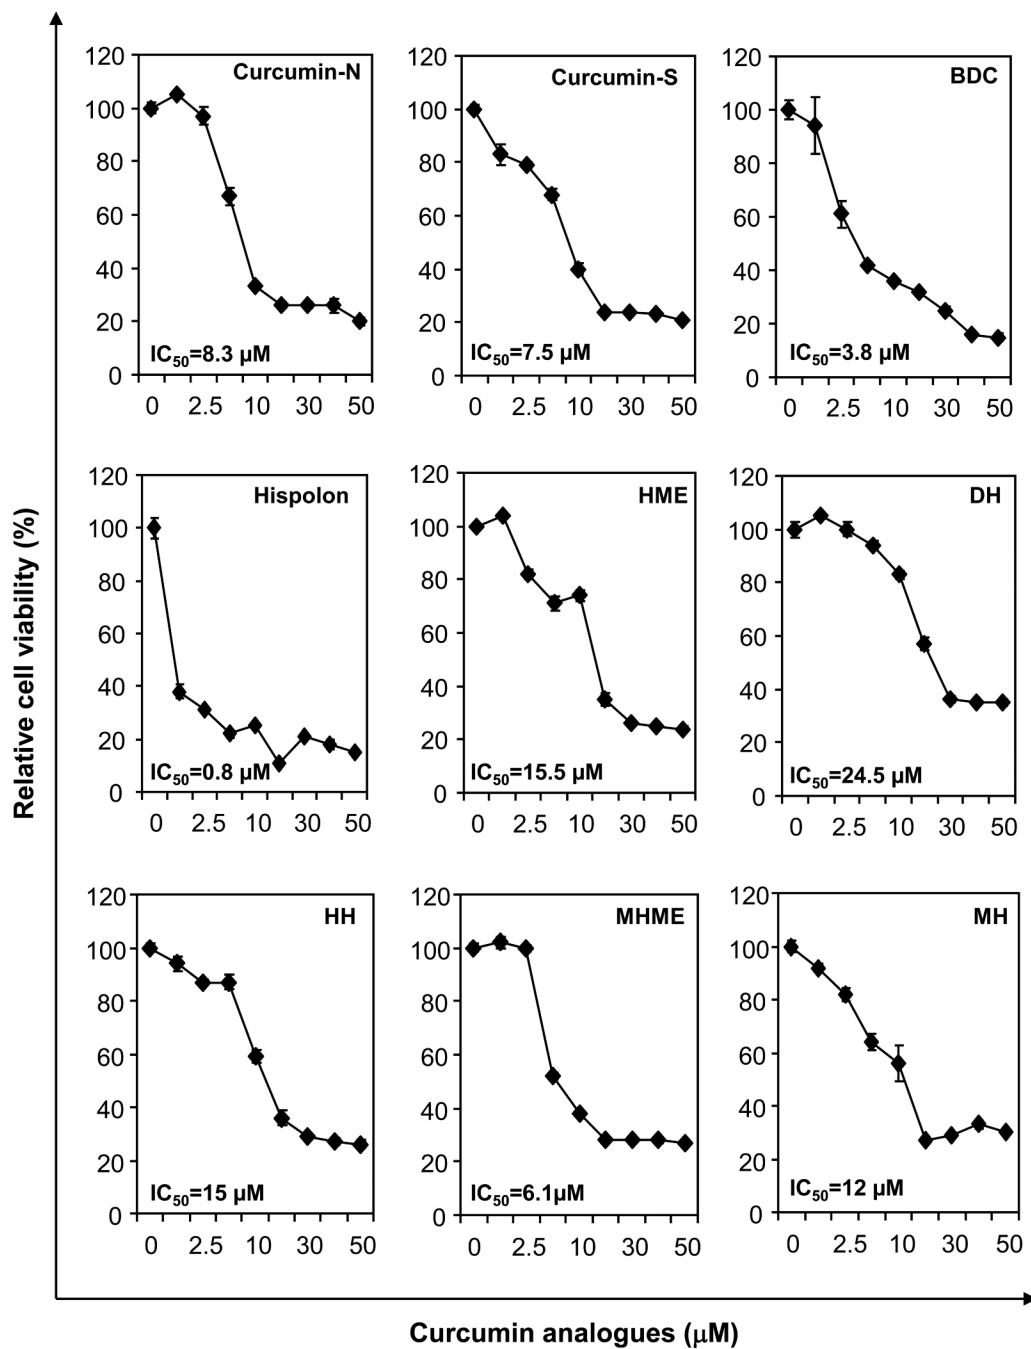 Relative cell viability (%)
Curcumin-N
120
100
80
60
40
20
0
IC50=8.3 µM
0 2.5 10 30 50
Curcumin-S
120
100
80
60
40
20
0
IC50=7.5 µM
0 2.5 10 30 50
BDC
120
100
80
60
40
20
0
IC50=3.8 µM
0 2.5 10 30 50
Hispolon
120
100
80
60
40
20
0
IC50=0.8 µM
0 2.5 10 30 50
HME
120
100
80
60
40
20
0
IC50=15.5 µM
0 2.5 10 30 50
DH
120
100
80
60
40
20
0
IC50=24.5 µM
0 2.5 10 30 50
HH
120
100
80
60
40
20
0
IC50=15 µM
0 2.5 10 30 50
MHME
120
100
80
60
40
20
0
IC50=6.1µM
0 2.5 10 30 50
MH
120
100
80
60
40
20
0
IC50=12 µM
0 2.5 10 30 50
Curcumin analogues (µM)